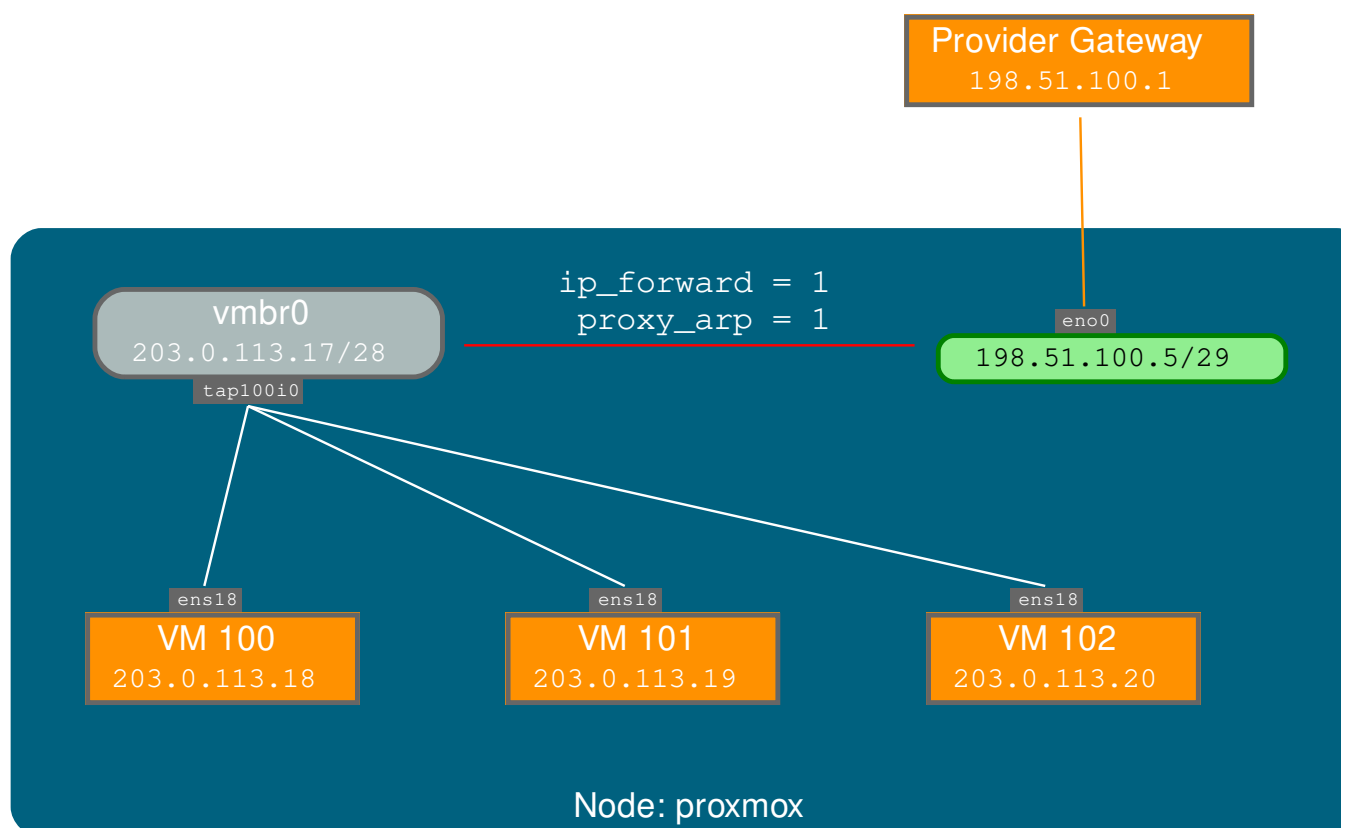 Provider Gateway
198.51.100.1
ip_forward = 1
proxy_arp = 1
vmbr0
203.0.113.17/28
tap100i0
eno0
198.51.100.5/29
ens18
VM 100
203.0.113.18
ens18
VM 101
203.0.113.19
ens18
VM 102
203.0.113.20
Node: proxmox